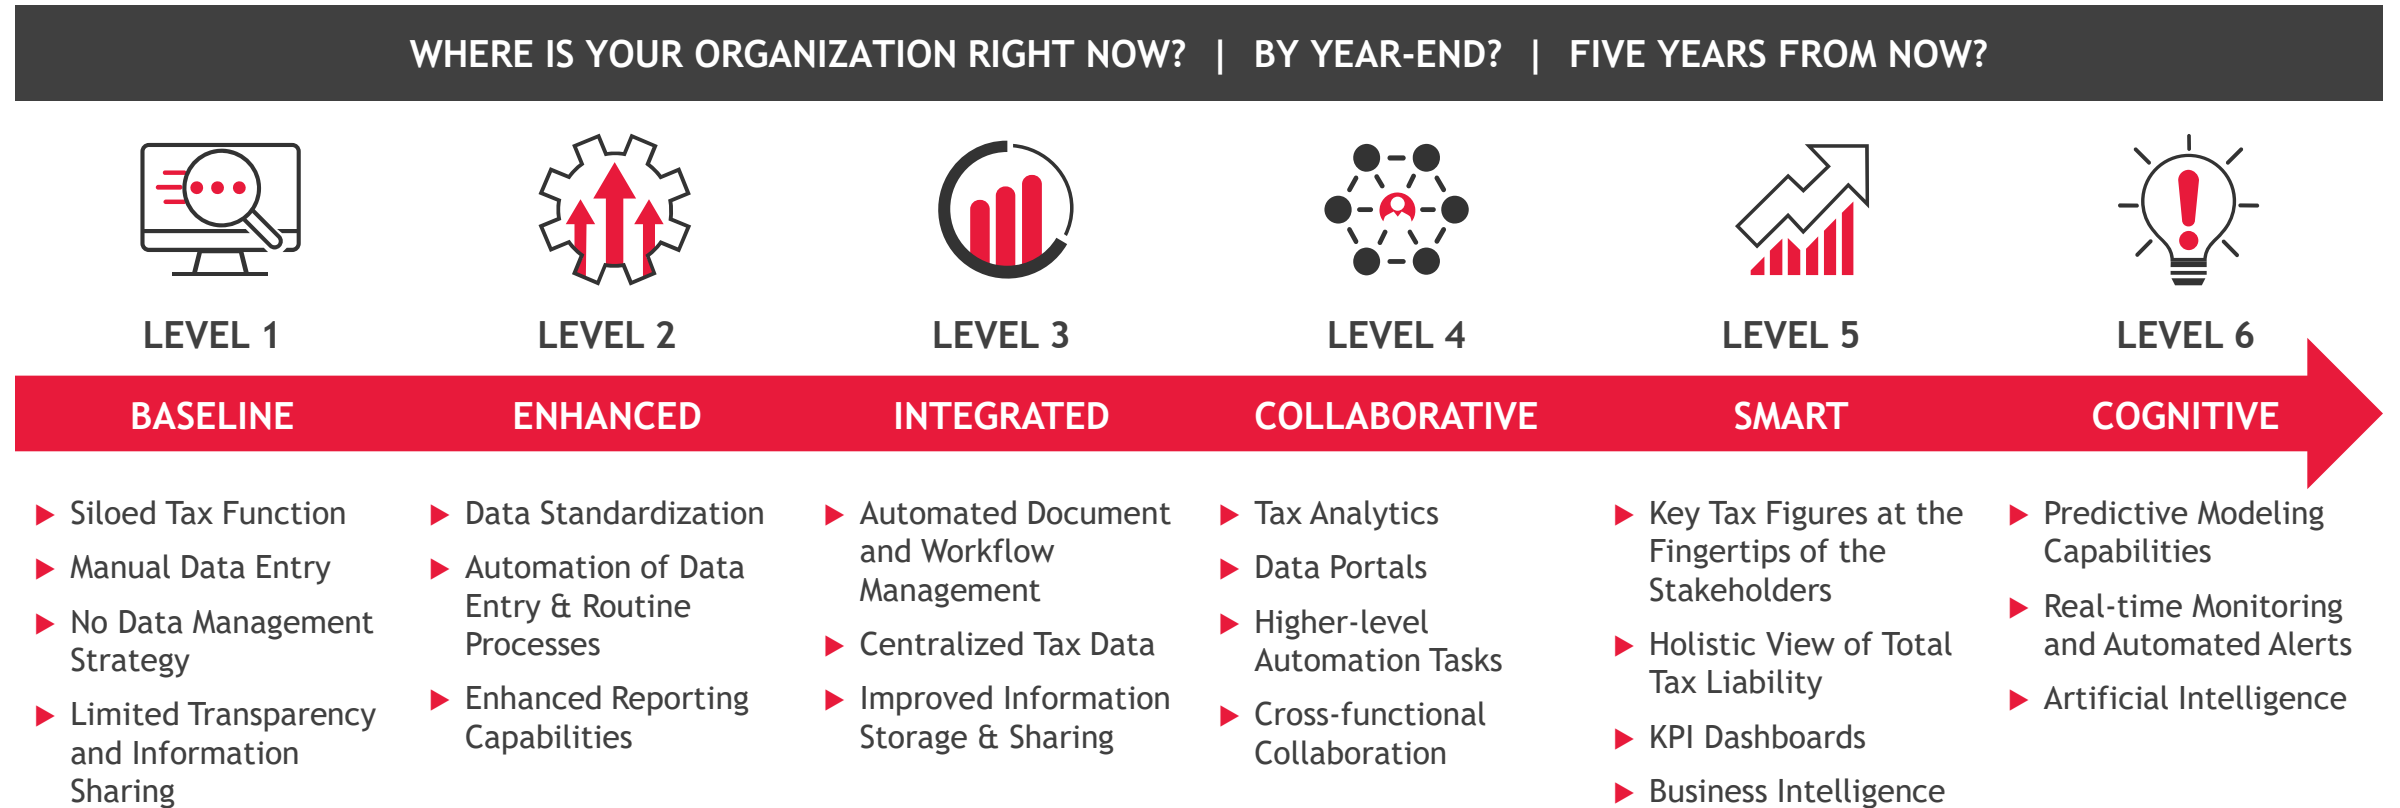 WHERE IS YOUR ORGANIZATION RIGHT NOW? | BY YEAR-END? | FIVE YEARS FROM NOW?
LEVEL 1
BASELINE
Siloed Tax Function
Manual Data Entry
No Data Management
Strategy
Limited Transparency
and Information
Sharing
LEVEL 2
ENHANCED
Data Standardization
Automation of Data
Entry & Routine
Processes
Enhanced Reporting
Capabilities
LEVEL 3
INTEGRATED
Automated Document
and Workflow
Management
Centralized Tax Data
Improved Information
Storage & Sharing
LEVEL 4
COLLABORATIVE
Tax Analytics
Data Portals
Higher-level
Automation Tasks
Cross-functional
Collaboration
LEVEL 5
SMART
Key Tax Figures at the
Fingertips of the
Stakeholders
Holistic View of Total
Tax Liability
KPI Dashboards
Business Intelligence
LEVEL 6
COGNITIVE
Predictive Modeling
Capabilities
Real-time Monitoring
and Automated Alerts
Artificial Intelligence